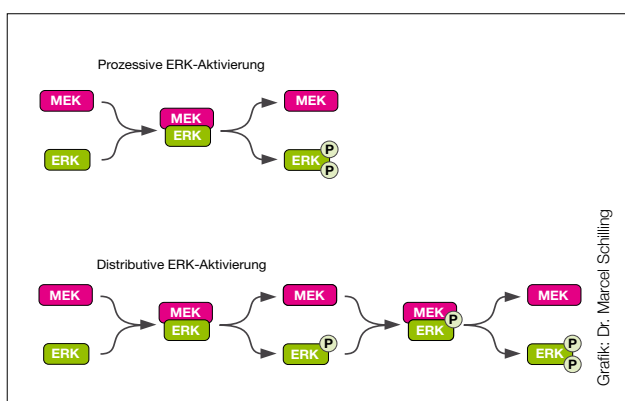 Prozessive ERK-Aktivierung
MEK
MEK
MEK
ERK
ERK
ERK
P
P
Distributive ERK-Aktivierung
MEK
MEK
MEK
MEK
MEK
ERK
ERK
ERK
P
ERK
P
ERK
P
P
Grafik: Dr. Marcel Schilling